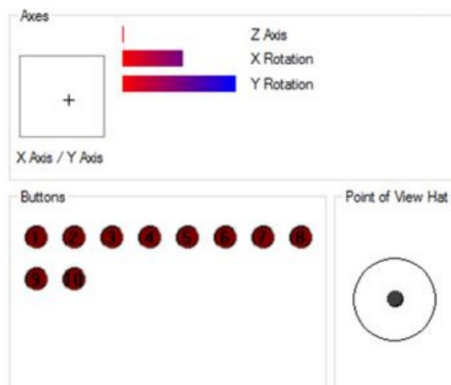 Axes
Z Axis
X Rotation
Y Rotation
X Axis / Y Axis
Buttons
1 2 3 4 5 6 7 8
9 10
Point of View Hat